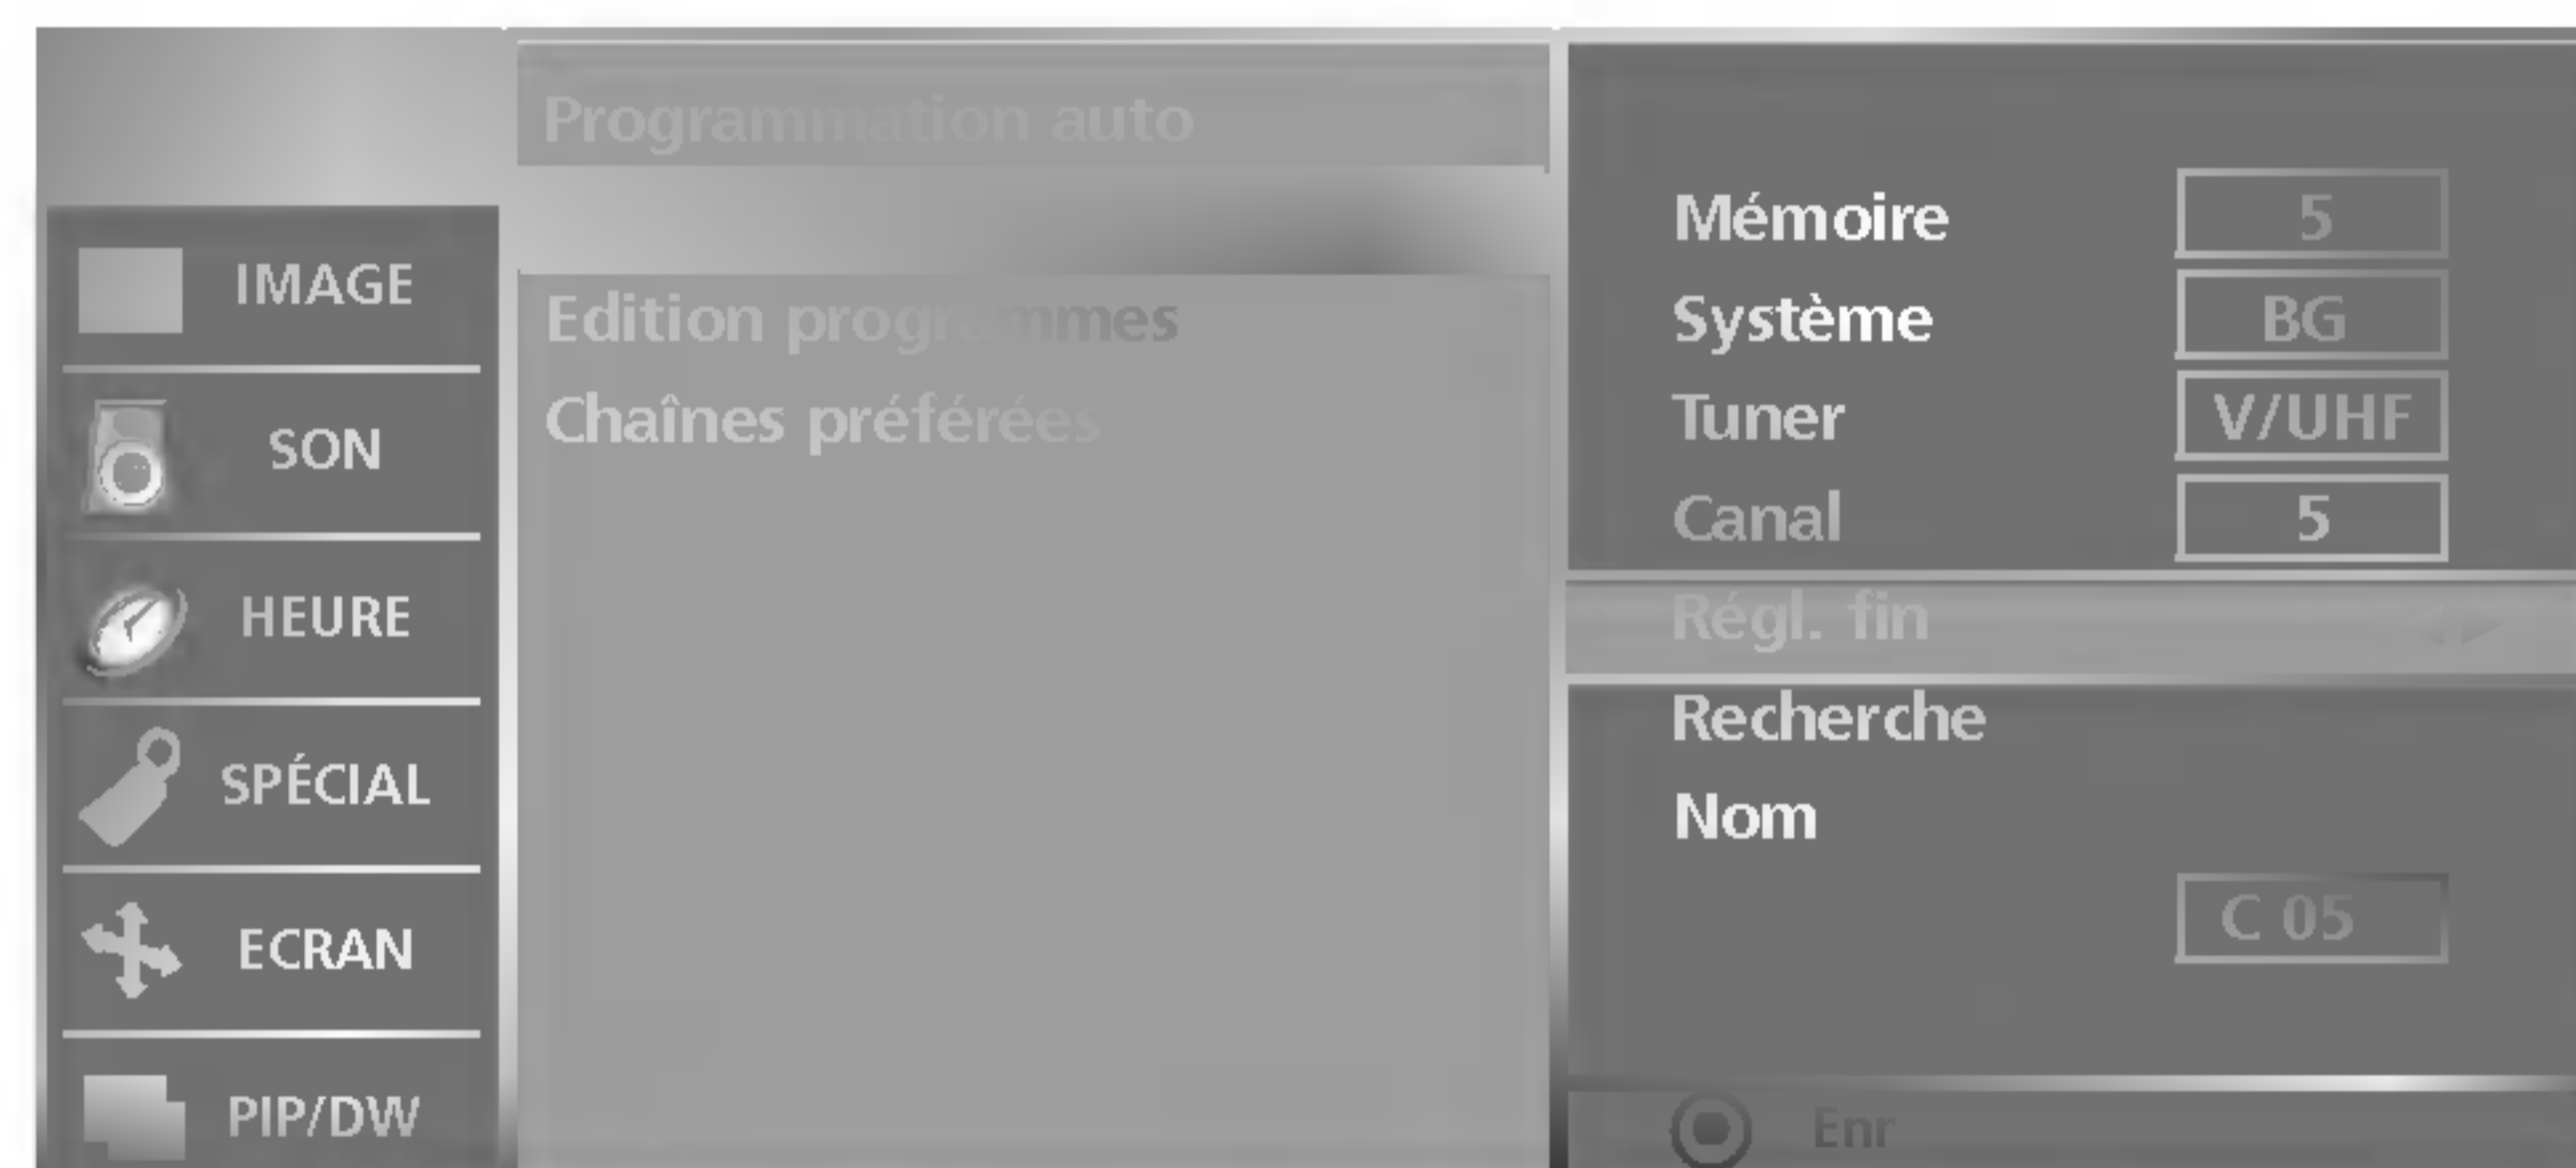 IMAGE
SON
HEURE
SPÉCIAL
ECRAN
PIP/DW
Programmation auto
Edition programmes
Chaînes préférées
Mémoire 5
Système BG
Tuner V/UHF
Canal 5
Régl. fin
Recherche
Nom
C 05
Enr